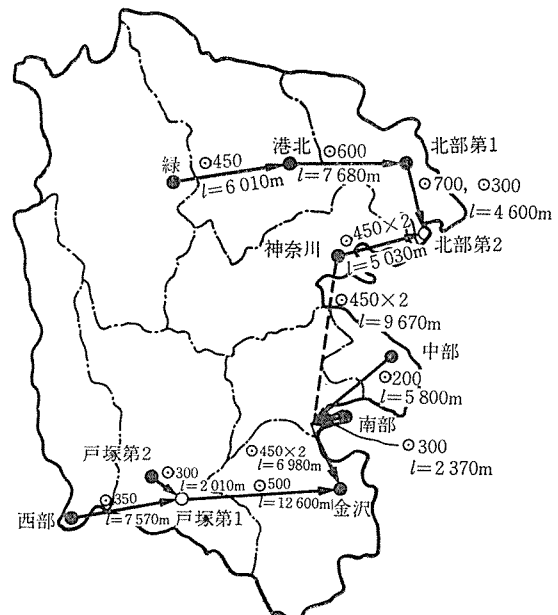 緑
⊙450
l=6 010m
港北
⊙600
l=7 680m
北部第1
⊙700, ⊙300
l=4 600m
神奈川
⊙450×2
l=5 030m
北部第2
⊙450×2
l=9 670m
中部
⊙200
l=5 800m
南部
⊙300
l=2 370m
戸塚第2
⊙300
l=2 010m
⊙450×2
l=6 980m
⊙500
l=12 600m
金沢
西部
⊙350
l=7 570m
戸塚第1